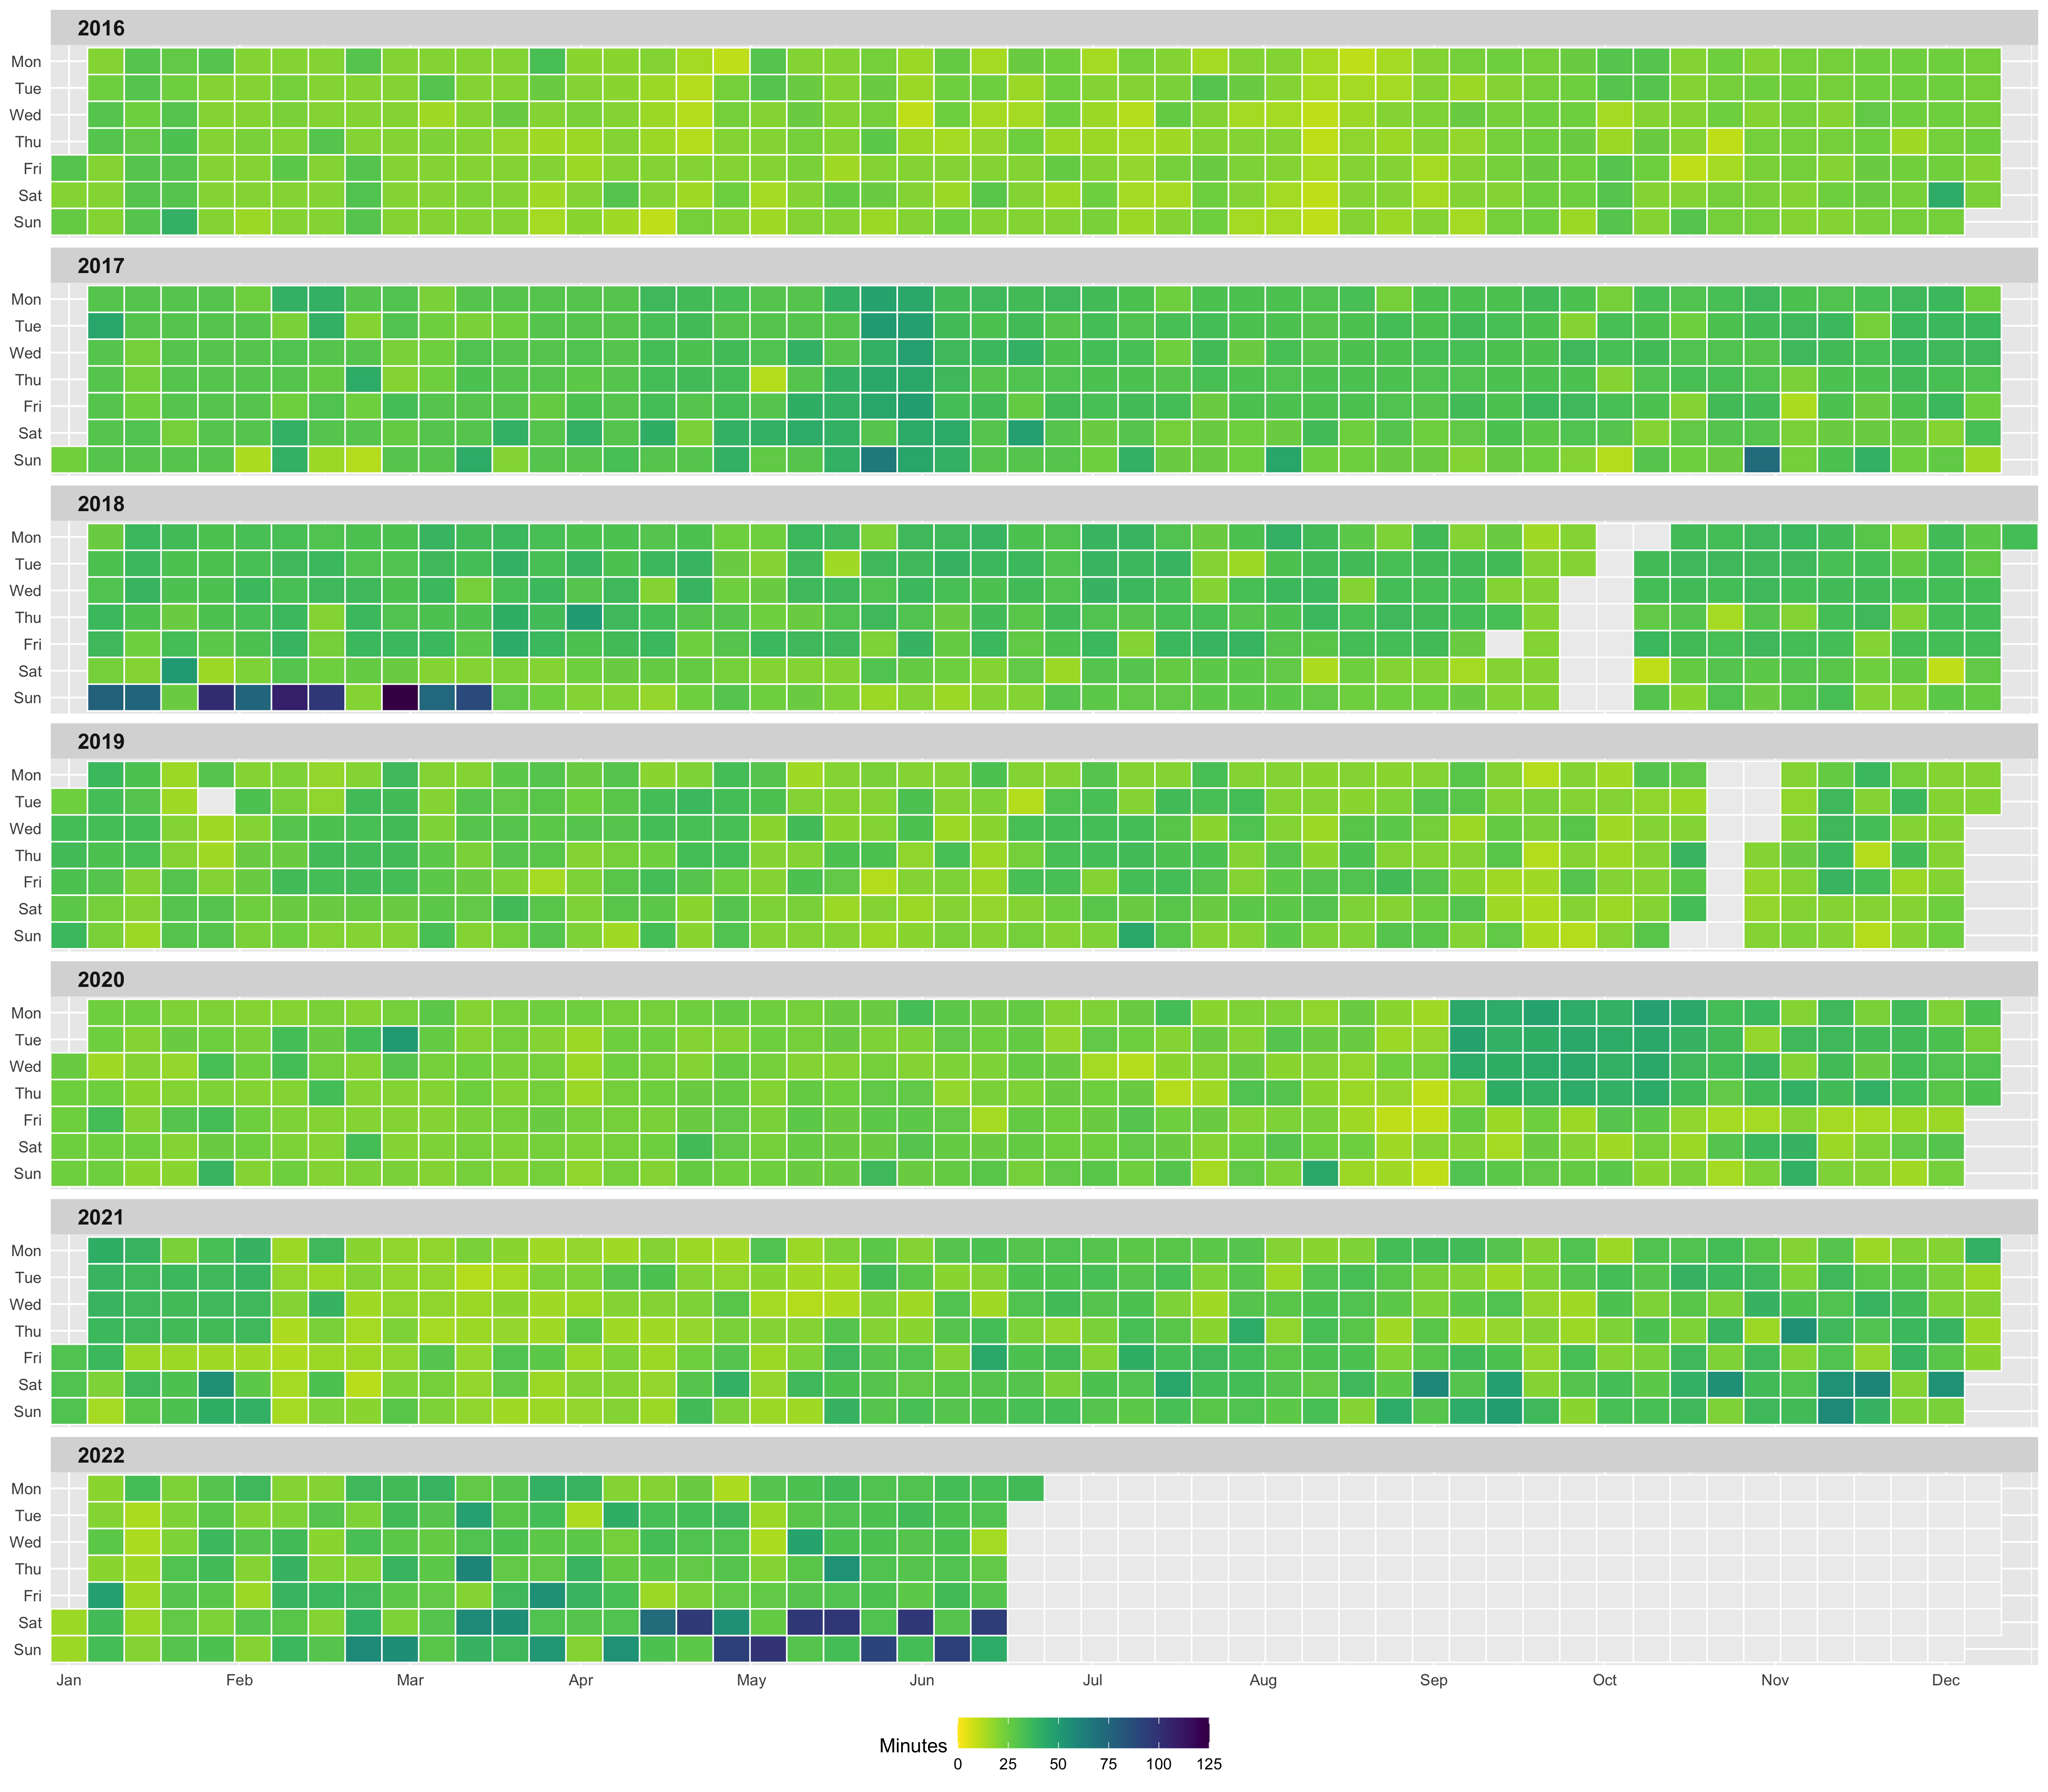 2016
Mon
Tue
Wed
Thu
Fri
Sat
Sun
2017
Mon
Tue
Wed
Thu
Fri
Sat
Sun
2018
Mon
Tue
Wed
Thu
Fri
Sat
Sun
2019
Mon
Tue
Wed
Thu
Fri
Sat
Sun
2020
Mon
Tue
Wed
Thu
Fri
Sat
Sun
2021
Mon
Tue
Wed
Thu
Fri
Sat
Sun
2022
Mon
Tue
Wed
Thu
Fri
Sat
Sun
Jan Feb Mar Apr May Jun Jul Aug Sep Oct Nov Dec
Minutes
0 25 50 75 100 125